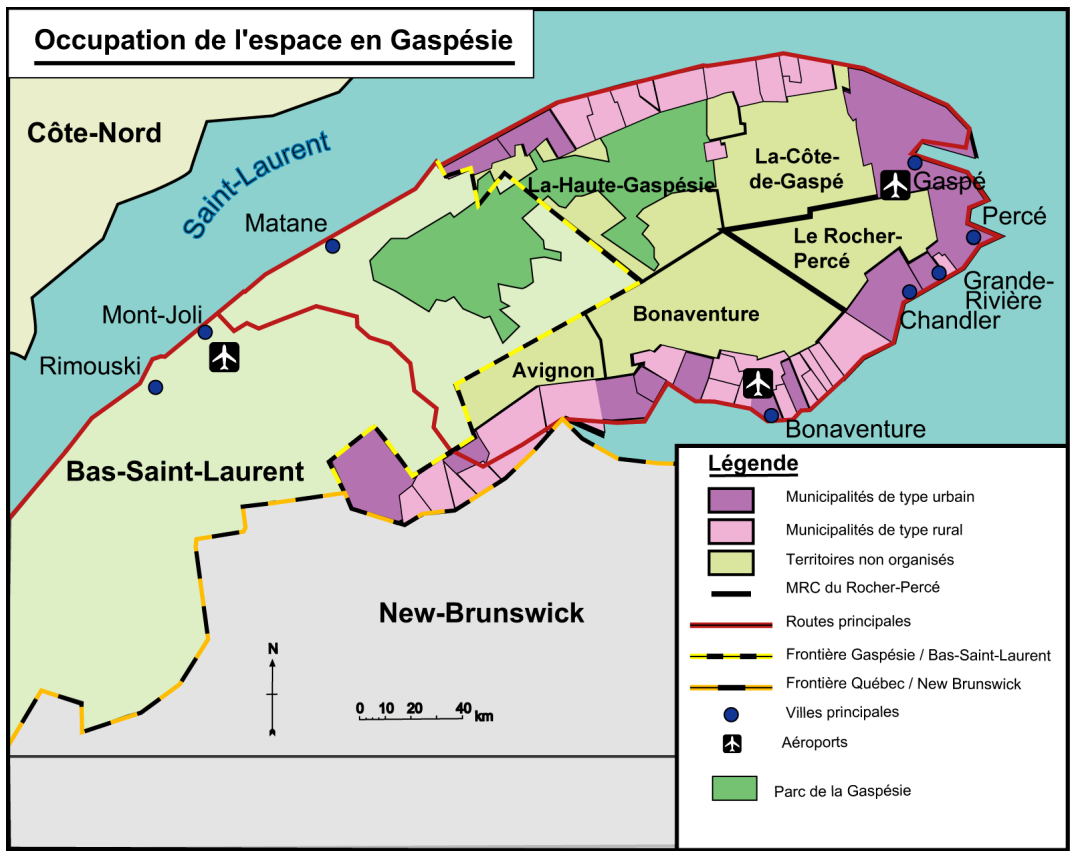 Occupation de l'espace en Gaspésie
Côte-Nord
Saint-Laurent
Matane
Mont-Joli
Rimouski
La-Haute-Gaspésie
La-Côte-
de-Gaspé
Gaspé
Percé
Le Rocher-
Percé
Grande-
Rivière
Chandler
Bonaventure
Avignon
Bonaventure
Bas-Saint-Laurent
New-Brunswick
N
0 10 20 40
km
Légende
Municipalités de type urbain
Municipalités de type rural
Territoires non organisés
MRC du Rocher-Percé
Routes principales
Frontière Gaspésie / Bas-Saint-Laurent
Frontière Québec / New Brunswick
Villes principales
Aéroports
Parc de la Gaspésie